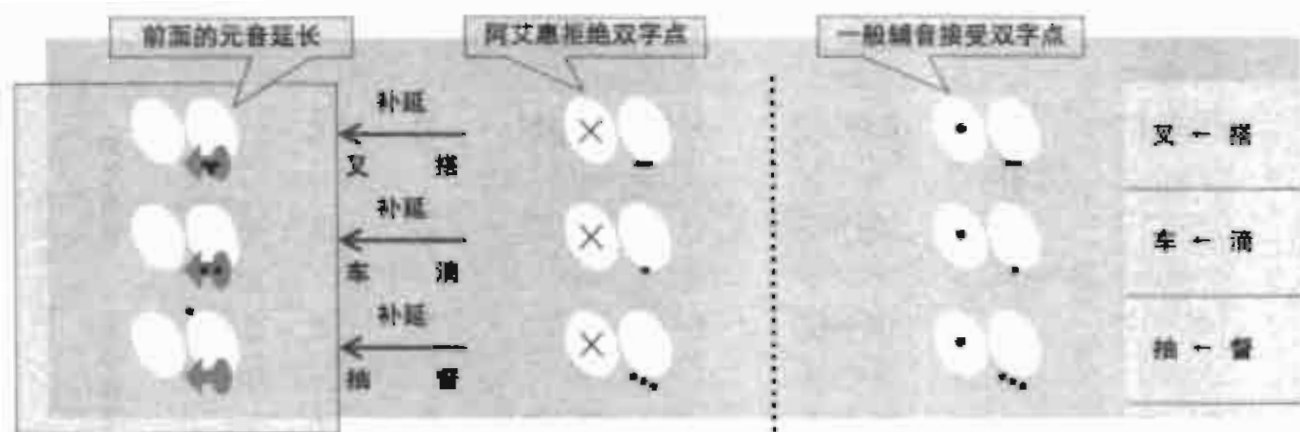 前面的元音延长 阿艾惠拒绝双字点 一般辅音接受双字点
补延
叉 搭 叉 ← 搭
补延
车 滴 车 ← 滴
补延
抽 督 抽 ← 督